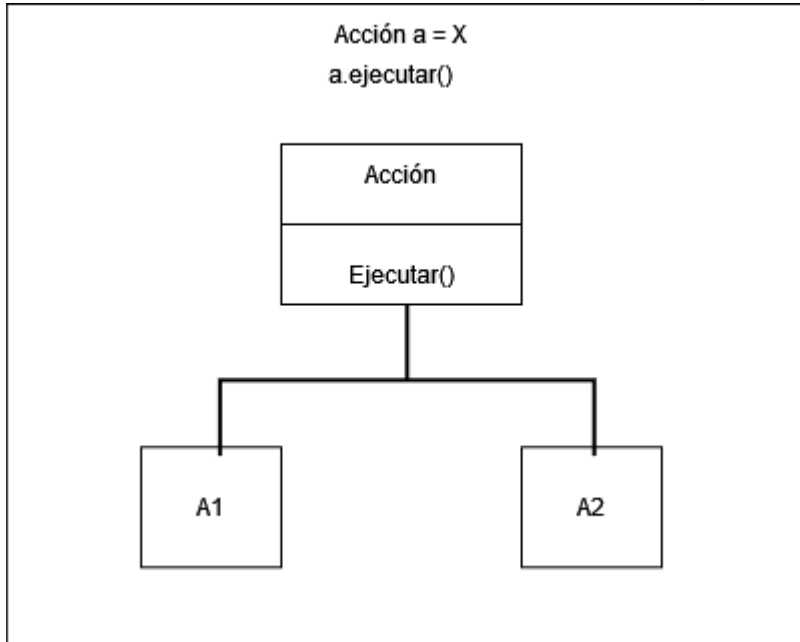 Acción a = X
a.ejecutar()
Acción
Ejecutar()
A1
A2